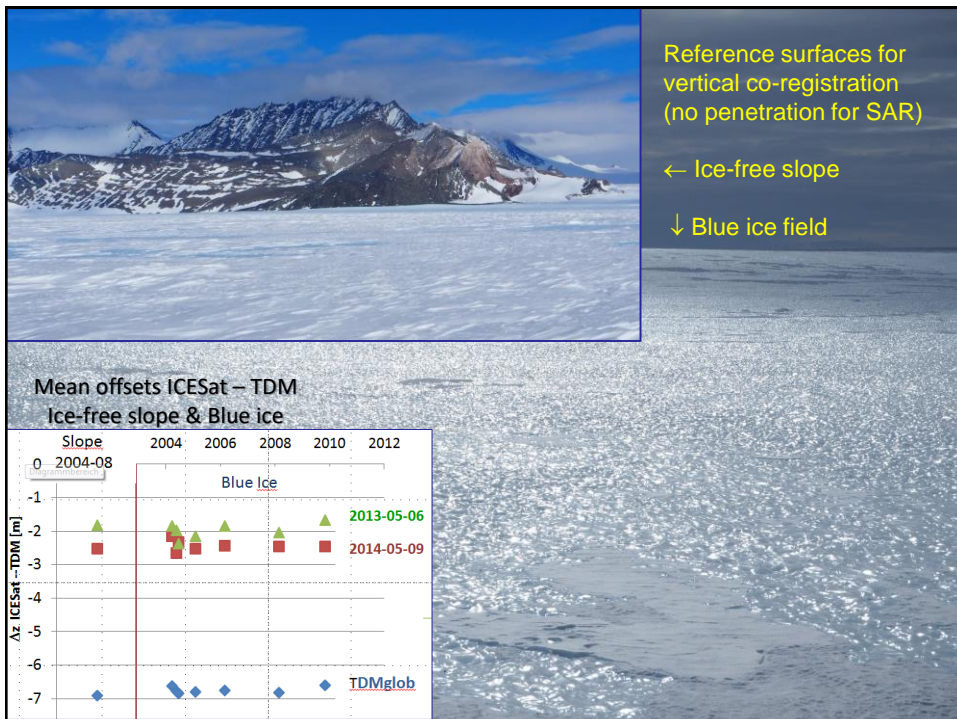 Reference surfaces for
vertical co-registration
(no penetration for SAR)
← Ice-free slope
↓ Blue ice field
Mean offsets ICESat – TDM
Ice-free slope & Blue ice
Slope 2004 2006 2008 2010 2012
0 2004-08
Diagrammbereich
Blue Ice
-1
2013-05-06
-2
2014-05-09
-3
-4
-5
-6
TDMglob
-7
Δz ICESat –TDM [m]